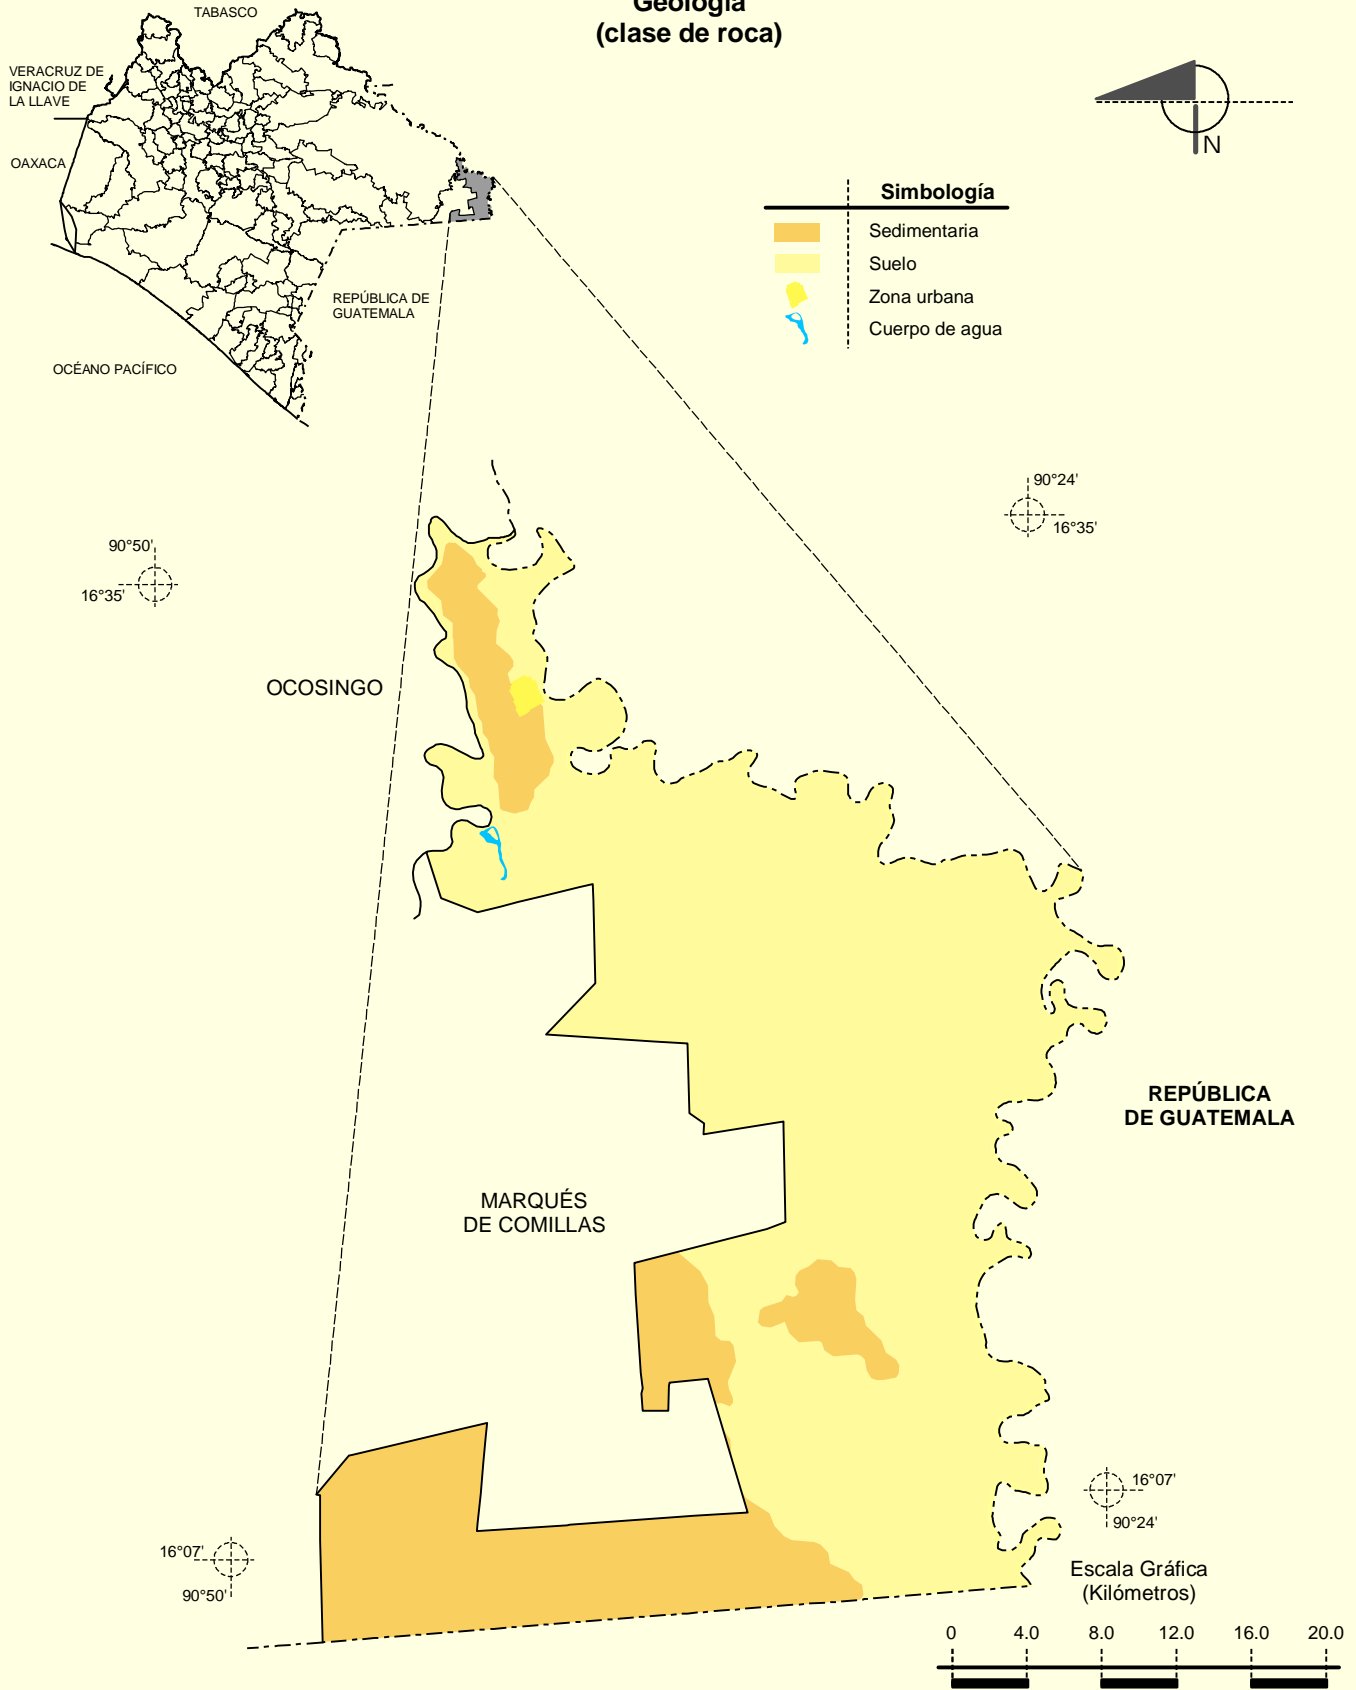 Geología
(clase de roca)
TABASCO
VERACRUZ DE
IGNACIO DE
LA LLAVE
OAXACA
REPÚBLICA DE
GUATEMALA
OCÉANO PACÍFICO
N
Simbología
Sedimentaria
Suelo
Zona urbana
Cuerpo de agua
90°24'
16°35'
90°50'
16°35'
OCOSINGO
REPÚBLICA
DE GUATEMALA
MARQUÉS
DE COMILLAS
16°07'
90°24'
16°07'
90°50'
Escala Gráfica
(Kilómetros)
0 4.0 8.0 12.0 16.0 20.0